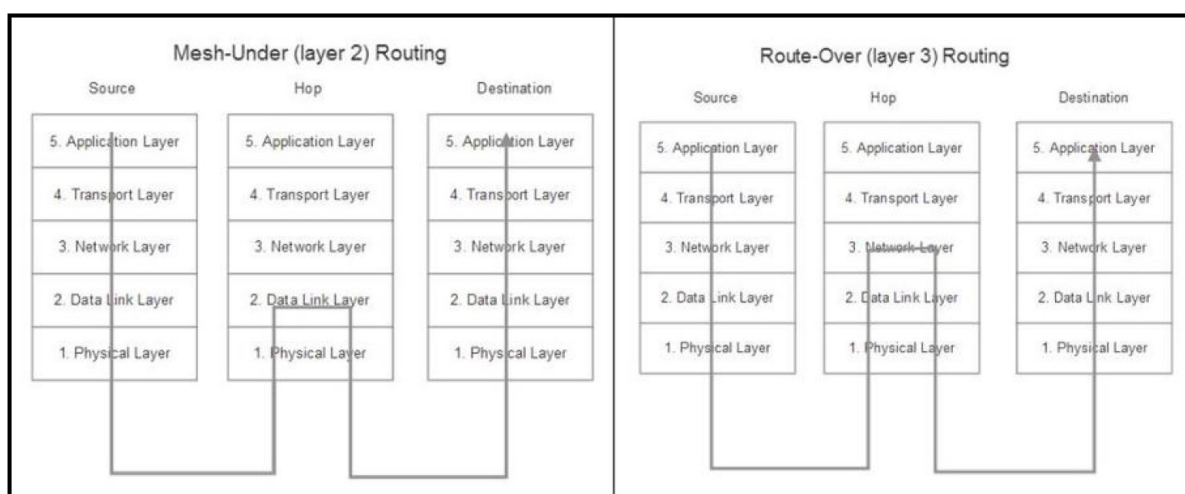 Mesh-Under (layer 2) Routing
Source Hop Destination
5. Application Layer 5. Application Layer 5. Application Layer
4. Transport Layer 4. Transport Layer 4. Transport Layer
3. Network Layer 3. Network Layer 3. Network Layer
2. Data Link Layer 2. Data Link Layer 2. Data Link Layer
1. Physical Layer 1. Physical Layer 1. Physical Layer
Route-Over (layer 3) Routing
Source Hop Destination
5. Application Layer 5. Application Layer 5. Application Layer
4. Transport Layer 4. Transport Layer 4. Transport Layer
3. Network Layer 3. Network Layer 3. Network Layer
2. Data Link Layer 2. Data Link Layer 2. Data Link Layer
1. Physical Layer 1. Physical Layer 1. Physical Layer